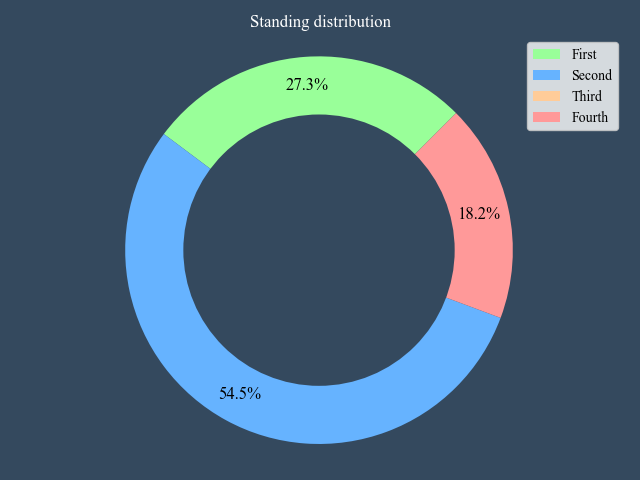 Standing distribution
First
Second
Third
Fourth
27.3%
18.2%
54.5%